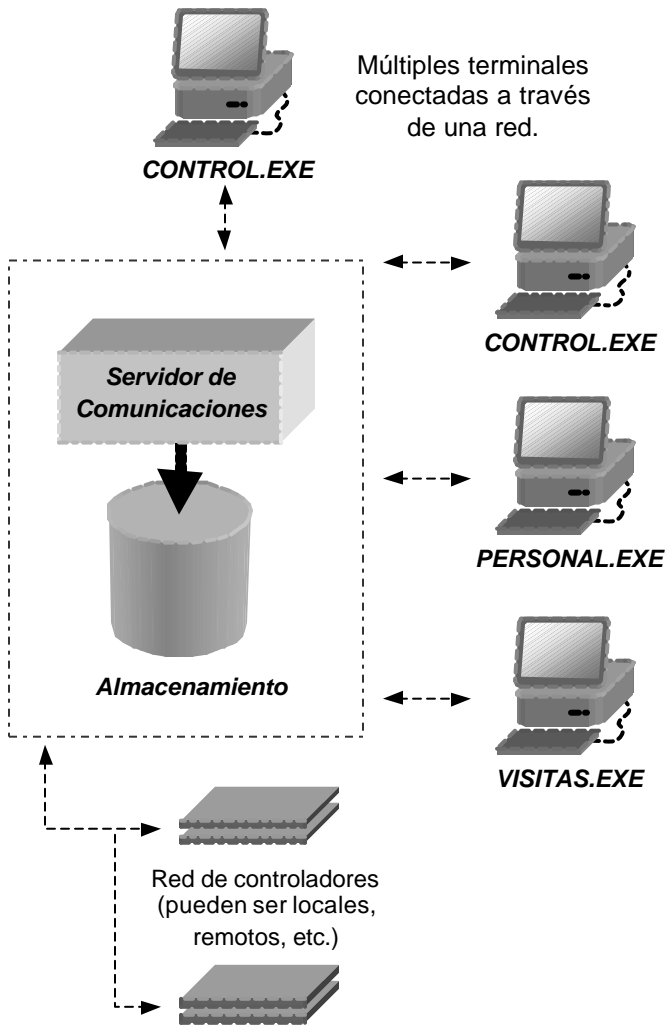 Múltiples terminales
conectadas a través
de una red.
CONTROL.EXE
CONTROL.EXE
Servidor de
Comunicaciones
PERSONAL.EXE
Almacenamiento
VISITAS.EXE
Red de controladores
(pueden ser locales,
remotos, etc.)